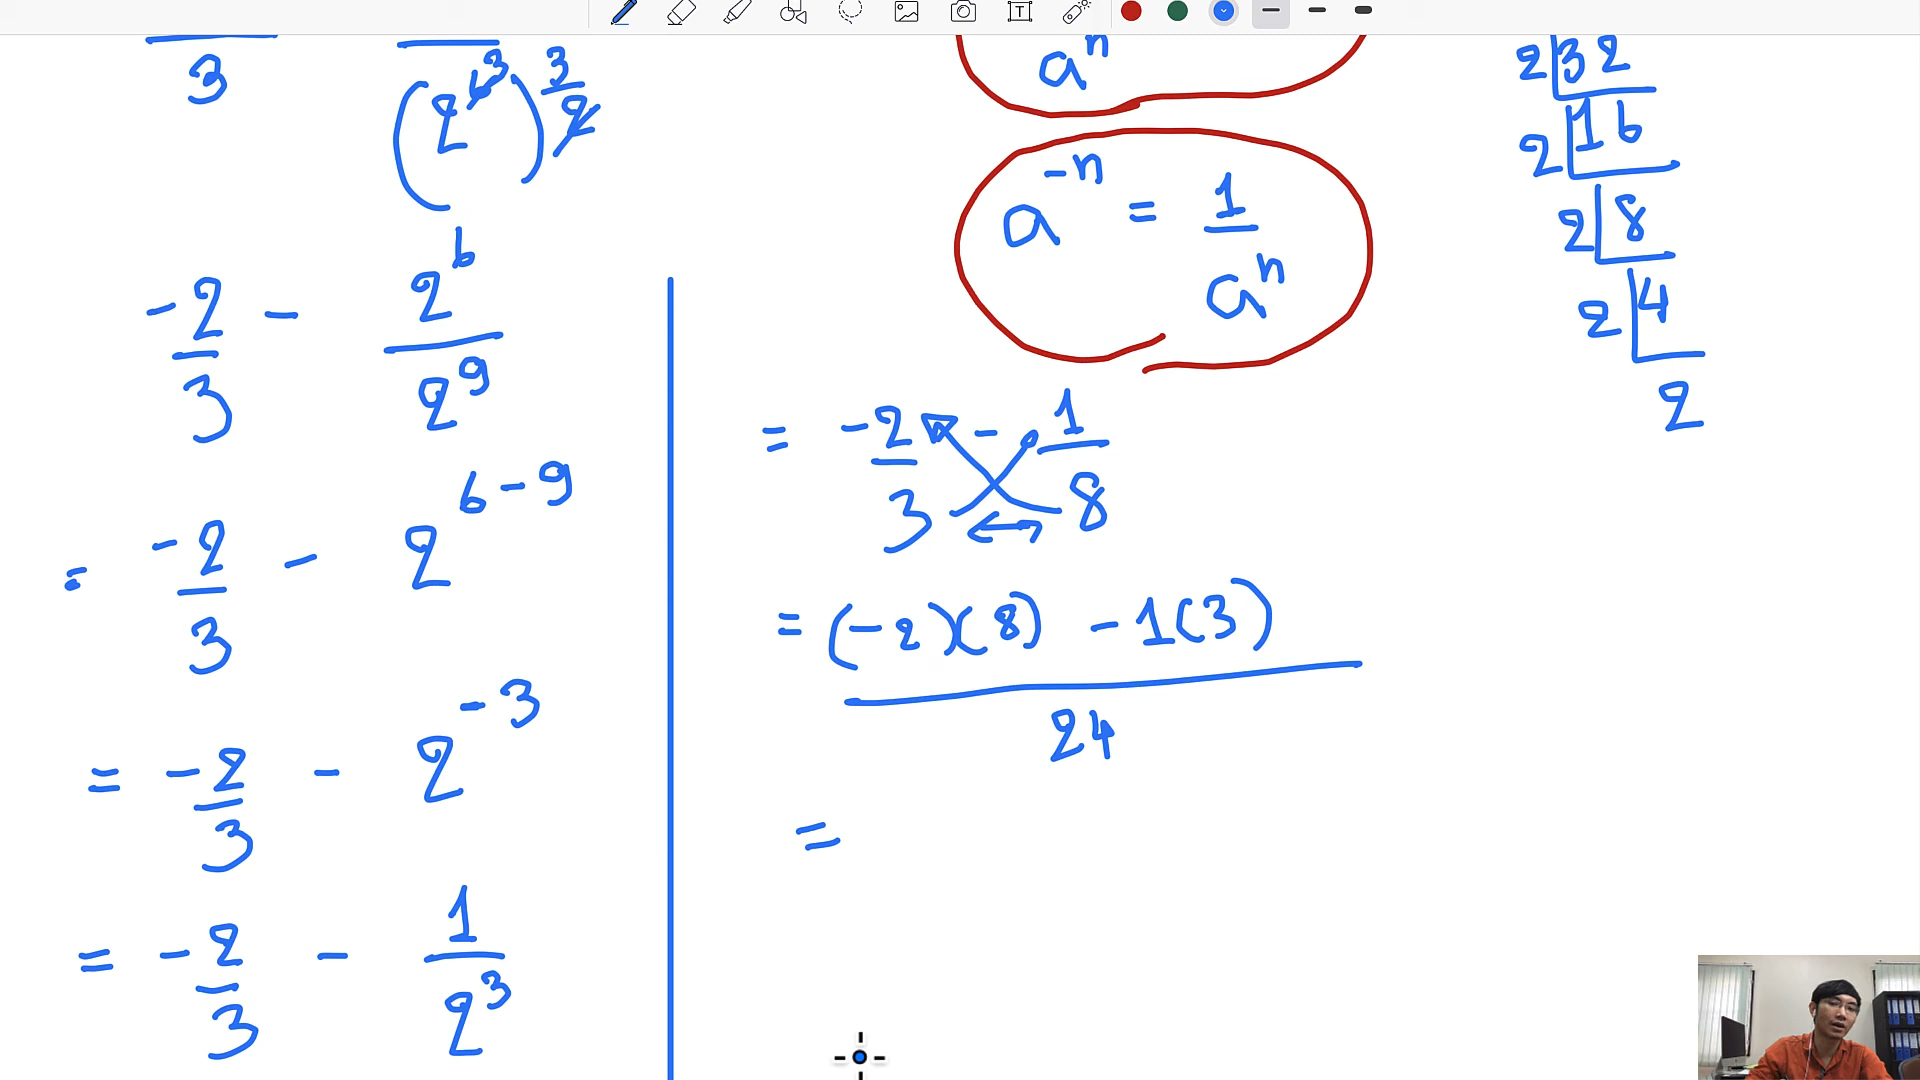 3
(2^6^3)^3/2
-2/3 - 2^6/2^9
= -2/3 - 2^6-9
= -2/3 - 2^-3
= -2/3 - 1/2^3
a^n
a^-n = 1/a^n
= -2/3 - 1/8
= (-2)(8) - 1(3)
24
=
2 32
2 16
2 8
2 4
2
T